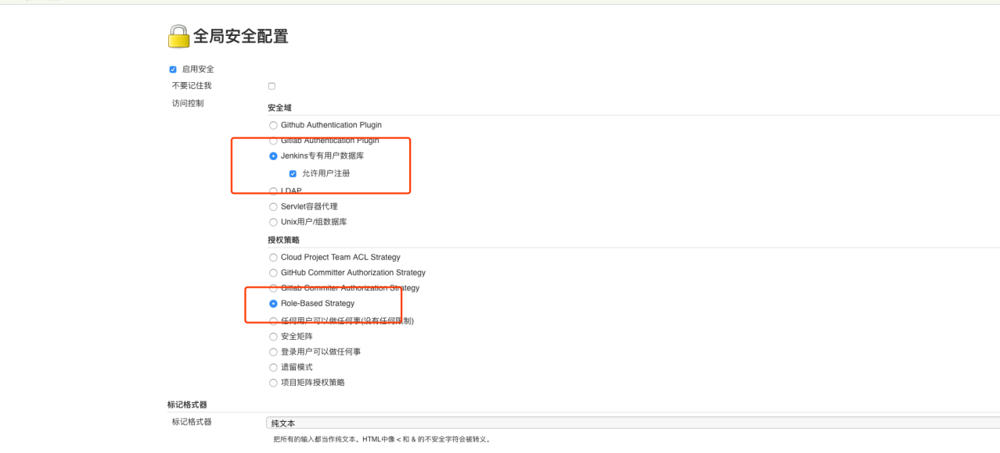 全局安全配置
启用安全
不要记住我
访问控制
安全域
Github Authentication Plugin
Gitlab Authentication Plugin
Jenkins专有用户数据库
允许用户注册
LDAP
Servlet容器代理
Unix用户/组数据库
授权策略
Cloud Project Team ACL Strategy
GitHub Committer Authorization Strategy
Gitlab Commiter Authorization Strategy
Role-Based Strategy
任何用户可以做任何事(没有任何限制)
安全矩阵
登录用户可以做任何事
遗留模式
项目矩阵授权策略
标记格式器
标记格式器 纯文本
把所有的输入都当作纯文本。HTML中像 < 和 & 的不安全字符会被转义。